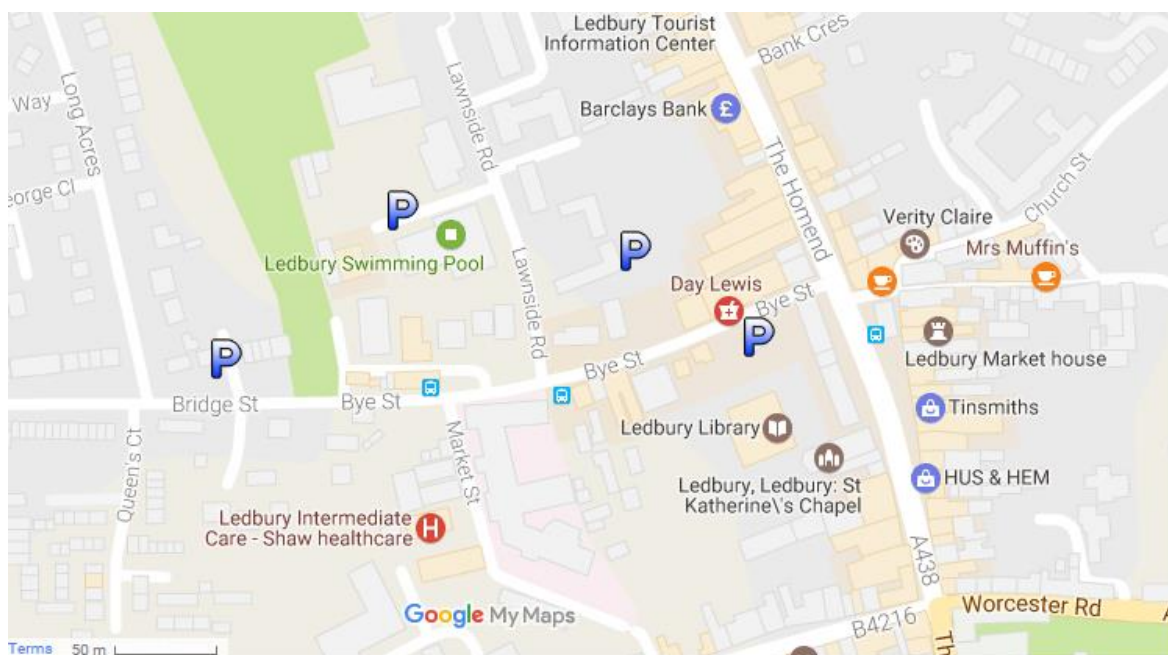 Ledbury Tourist
Information Center
Bank Cres
Long Acres
Way
Lawnside Rd
Barclays Bank
£
The Homend
eorge Cl
P
Church St
Verity Claire
Mrs Muffin's
P
Ledbury Swimming Pool
Day Lewis
Bye St
Lawnside Rd
P
P
Ledbury Market house
Bye St
Bridge St
Bye St
Tinsmiths
Ledbury Library
Market St
Queen's Ct
Ledbury, Ledbury: St
Katherine\'s Chapel
HUS & HEM
Ledbury Intermediate
Care - Shaw healthcare
H
A438
Google My Maps
Worcester Rd
A
B4216
Th
Terms
50 m